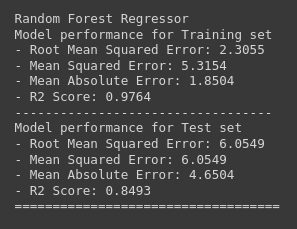 Random Forest Regressor
Model performance for Training set
- Root Mean Squared Error: 2.3055
- Mean Squared Error: 5.3154
- Mean Absolute Error: 1.8504
- R2 Score: 0.9764
----------------------------------
Model performance for Test set
- Root Mean Squared Error: 6.0549
- Mean Squared Error: 6.0549
- Mean Absolute Error: 4.6504
- R2 Score: 0.8493
===================================